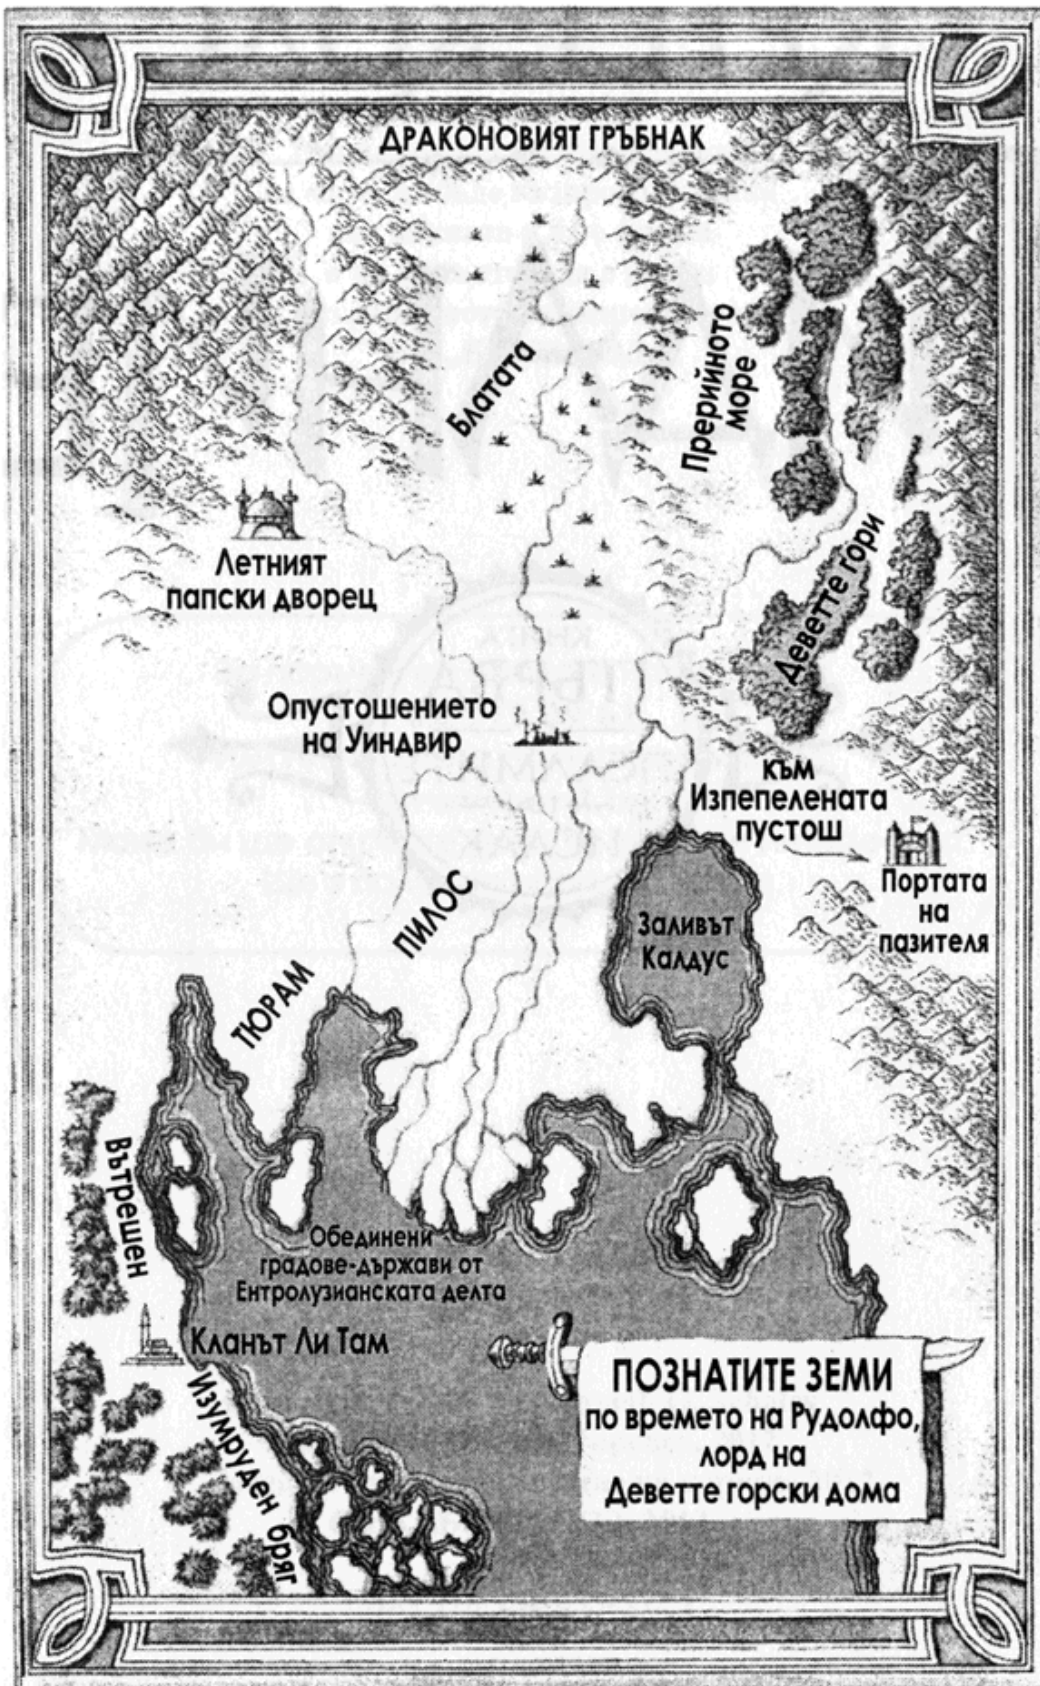 ДРАКОНОВИЯТ ГРЪБНАК
Прерийното
море
Блатата
Летният
папски дворец
Деветте гори
Опустошението
на Уиндвир
към
Изпепелената
пустош
Портата
на
пазителя
ПИЛОС
Заливът
Калдус
ТЮРАМ
Вътрешен
Обединени
градове-държави от
Ентролузианската делта
Кланът Ли Там
Изумруден бряг
ПОЗНАТИТЕ ЗЕМИ
по времето на Рудолфо,
лорд на
Деветте горски дома